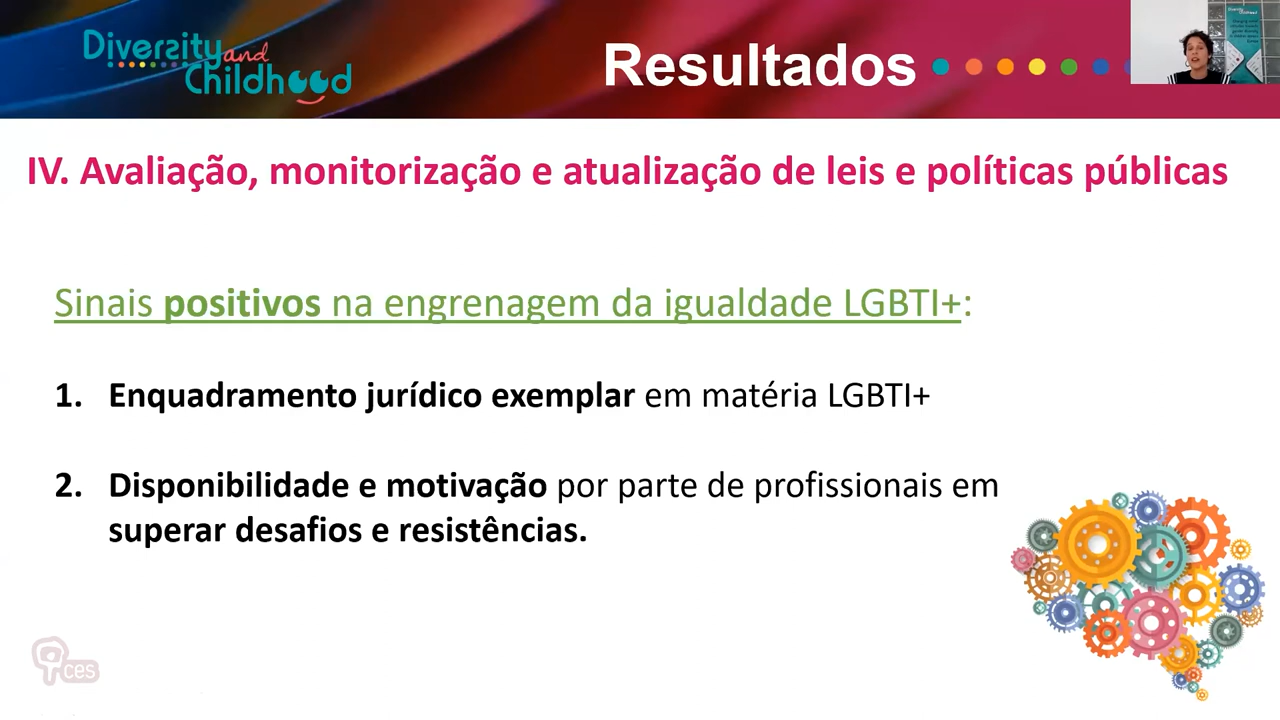 Diversity and
Childhood
Resultados
IV. Avaliação, monitorização e atualização de leis e políticas públicas
Sinais positivos na engrenagem da igualdade LGBTI+:
1. Enquadramento jurídico exemplar em matéria LGBTI+
2. Disponibilidade e motivação por parte de profissionais em
superar desafios e resistências.
ces